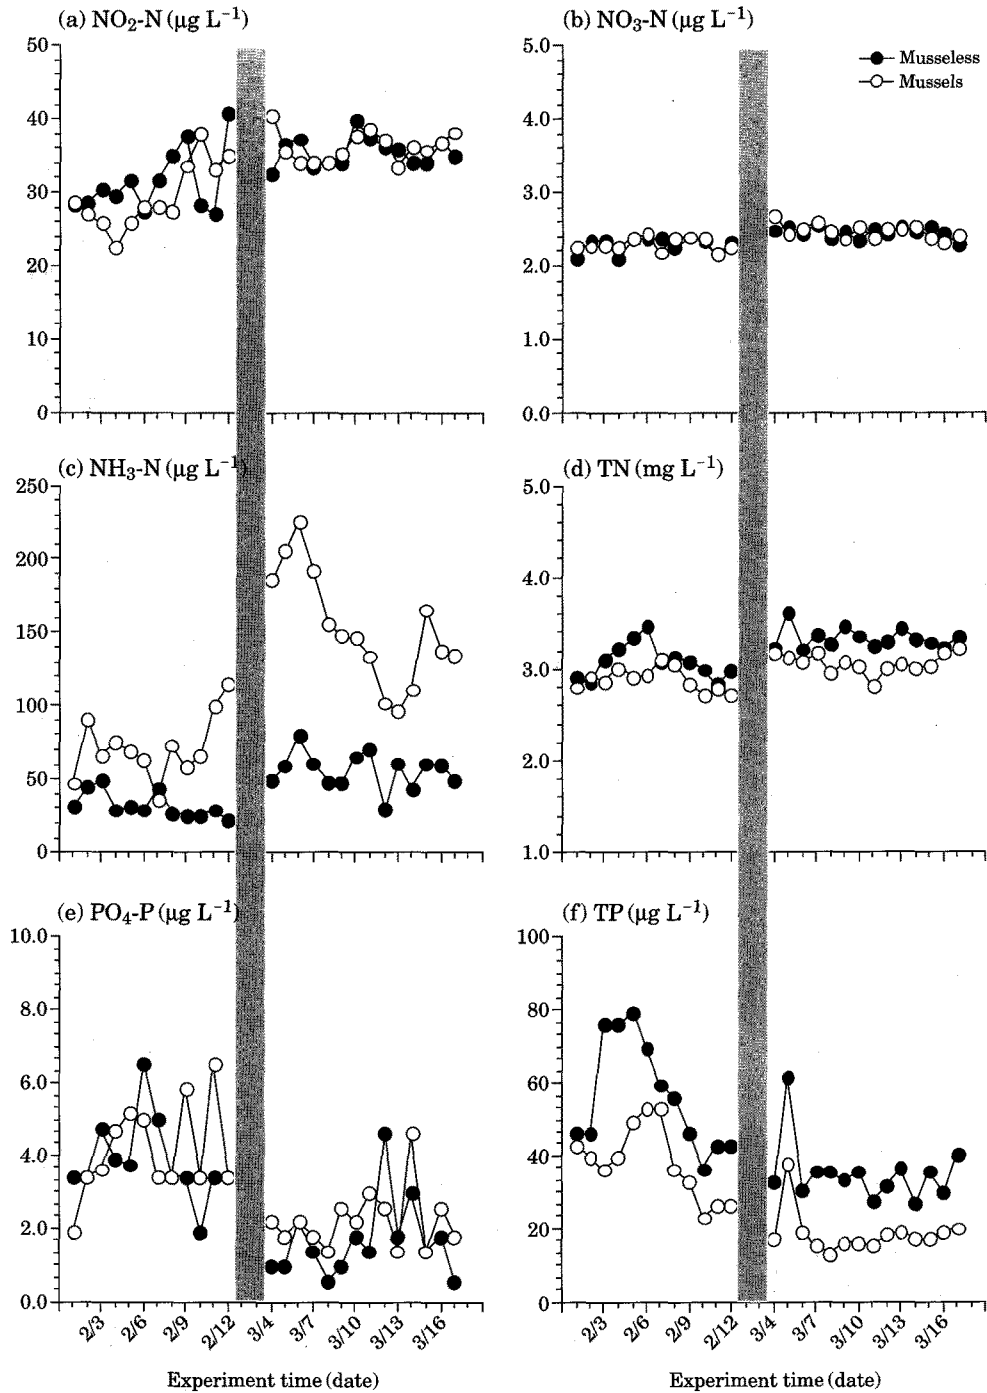 (a) NO₂-N (µg L⁻¹)
50
40
30
20
10
0
(b) NO₃-N (µg L⁻¹)
5.0
4.0
3.0
2.0
1.0
0.0
Musseless
Mussels
(c) NH₃-N (µg L⁻¹)
250
200
150
100
50
0
(d) TN (mg L⁻¹)
5.0
4.0
3.0
2.0
1.0
(e) PO₄-P (µg L⁻¹)
10.0
8.0
6.0
4.0
2.0
0.0
2/3 2/6 2/9 2/12 3/4 3/7 3/10 3/13 3/16
Experiment time (date)
(f) TP (µg L⁻¹)
100
80
60
40
20
0
2/3 2/6 2/9 2/12 3/4 3/7 3/10 3/13 3/16
Experiment time (date)